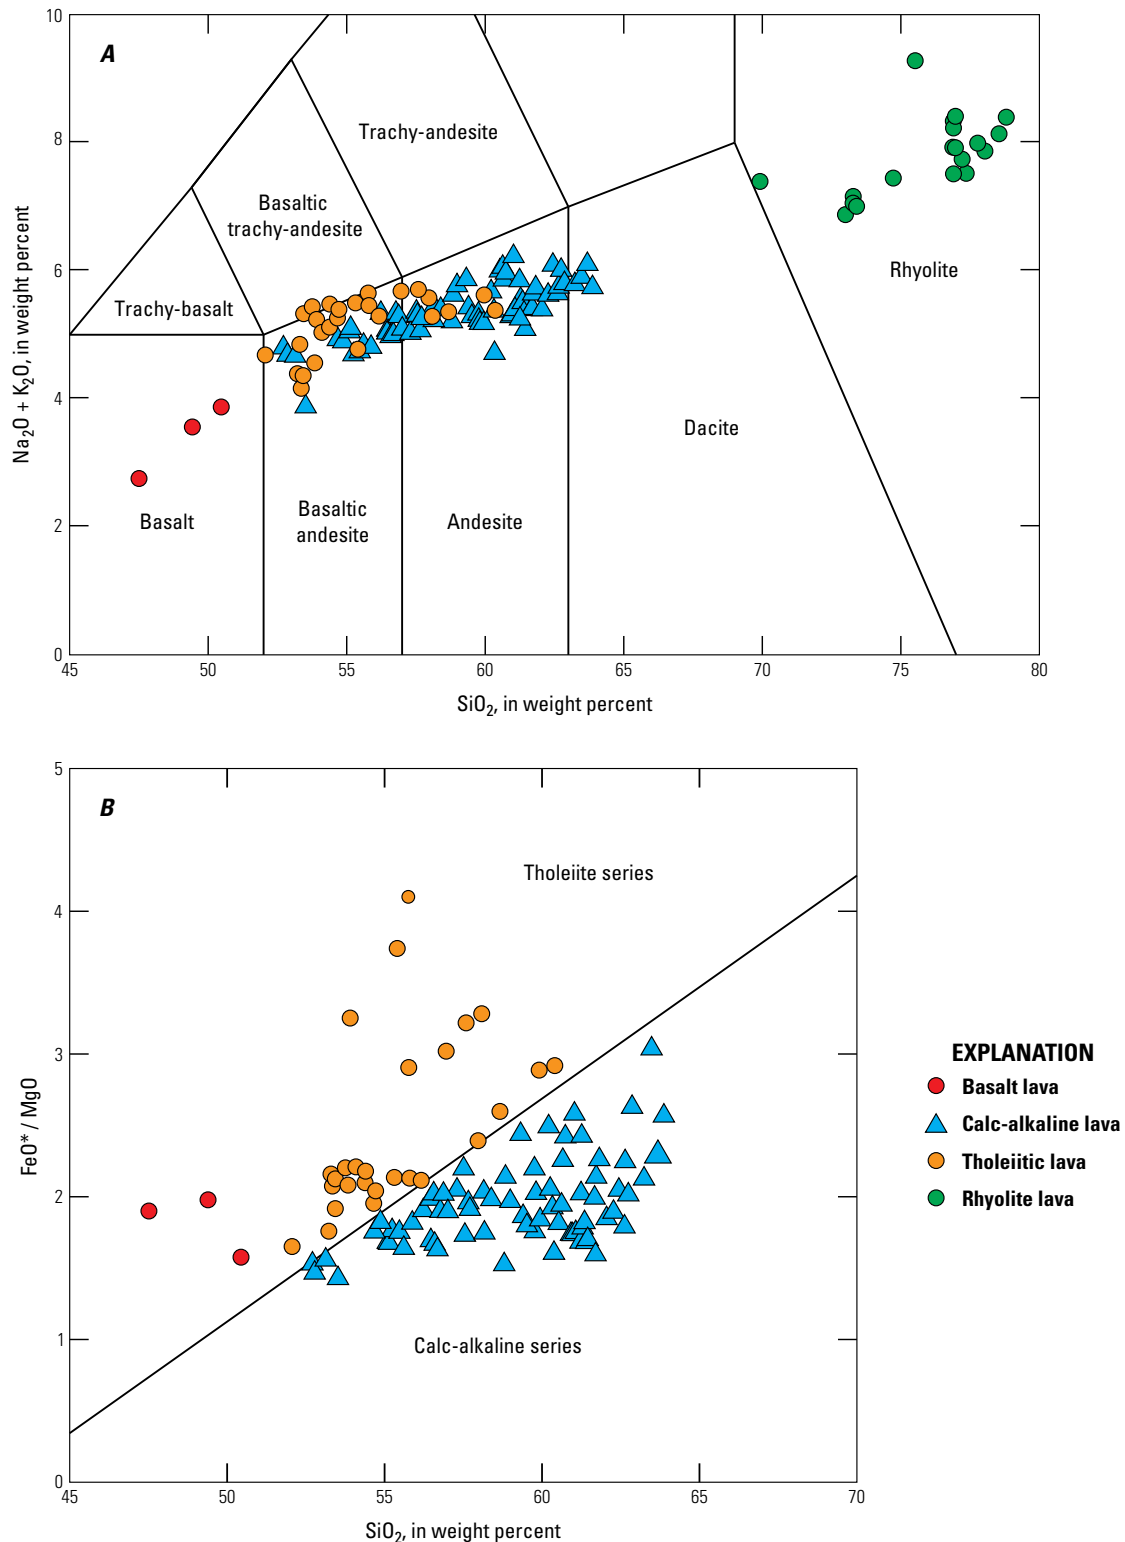 A
10
8
6
4
2
0
Na₂O + K₂O, in weight percent
Trachy-andesite
Basaltic
trachy-andesite
Trachy-basalt
Rhyolite
Dacite
Basalt
Basaltic
andesite
Andesite
45 50 55 60 65 70 75 80
SiO₂, in weight percent
B
5
4
3
2
1
0
FeO* / MgO
Tholeiite series
Calc-alkaline series
45 50 55 60 65 70
SiO₂, in weight percent
EXPLANATION
Basalt lava
Calc-alkaline lava
Tholeiitic lava
Rhyolite lava